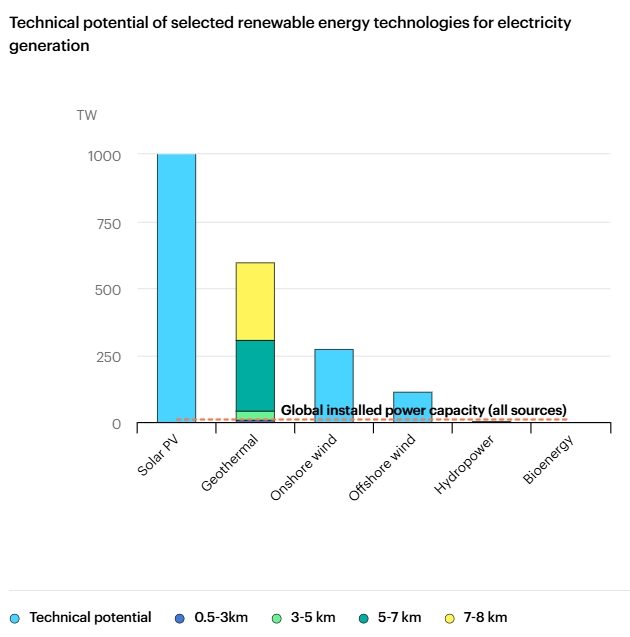 Technical potential of selected renewable energy technologies for electricity
generation
TW
1000
750
500
250
0
Global installed power capacity (all sources)
Solar PV
Geothermal
Onshore wind
Offshore wind
Hydropower
Bioenergy
Technical potential
0.5-3km
3-5 km
5-7 km
7-8 km